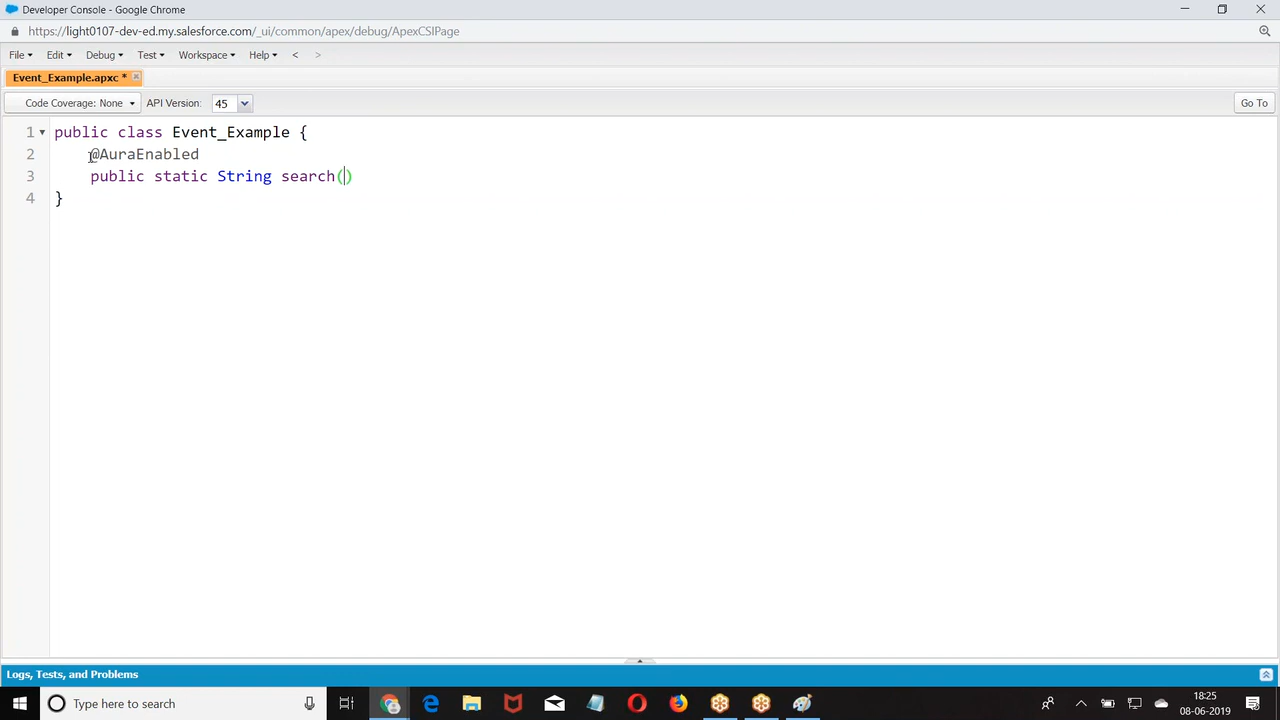 Developer Console - Google Chrome
https://light0107-dev-ed.my.salesforce.com/_ui/common/apex/debug/ApexCSIPage
File Edit Debug Test Workspace Help < >
Event_Example.apxc *
Code Coverage: None API Version: 45 Go To
1 public class Event_Example {
2 @AuraEnabled
3 public static String search()
4 }
Logs, Tests, and Problems
Type here to search
18:25
08-06-2019